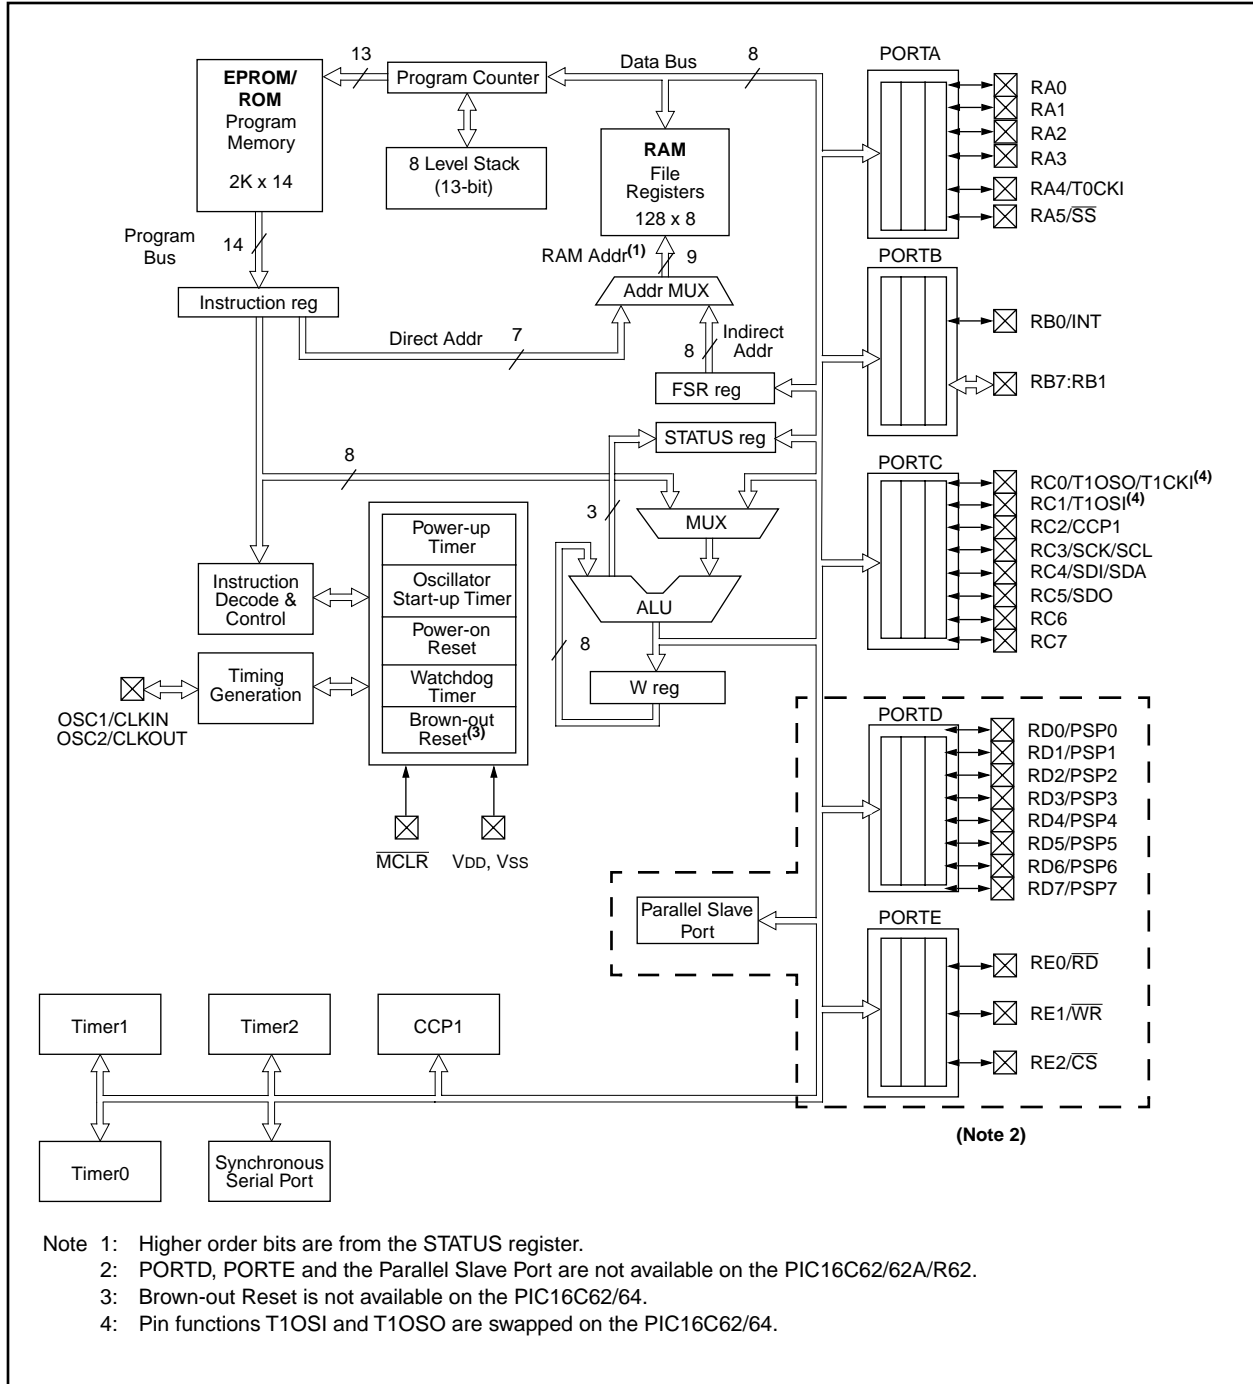 EPROM/
ROM
Program
Memory
2K x 14
13
Program Counter
8 Level Stack
(13-bit)
Data Bus
8
RAM
File
Registers
128 x 8
RAM Addr(1)
9
Addr MUX
Program
Bus
14
Instruction reg
Direct Addr
7
8
Indirect
Addr
FSR reg
STATUS reg
8
3
MUX
ALU
8
W reg
Power-up
Timer
Oscillator
Start-up Timer
Power-on
Reset
Watchdog
Timer
Brown-out
Reset(3)
Instruction
Decode &
Control
Timing
Generation
OSC1/CLKIN
OSC2/CLKOUT
MCLR
VDD, VSS
PORTA
RA0
RA1
RA2
RA3
RA4/T0CKI
RA5/SS
PORTB
RB0/INT
RB7:RB1
PORTC
RC0/T1OSO/T1CKI(4)
RC1/T1OSI(4)
RC2/CCP1
RC3/SCK/SCL
RC4/SDI/SDA
RC5/SDO
RC6
RC7
PORTD
RD0/PSP0
RD1/PSP1
RD2/PSP2
RD3/PSP3
RD4/PSP4
RD5/PSP5
RD6/PSP6
RD7/PSP7
Parallel Slave
Port
PORTE
RE0/RD
RE1/WR
RE2/CS
(Note 2)
Timer1
Timer2
CCP1
Timer0
Synchronous
Serial Port
Note 1: Higher order bits are from the STATUS register.
2: PORTD, PORTE and the Parallel Slave Port are not available on the PIC16C62/62A/R62.
3: Brown-out Reset is not available on the PIC16C62/64.
4: Pin functions T1OSI and T1OSO are swapped on the PIC16C62/64.